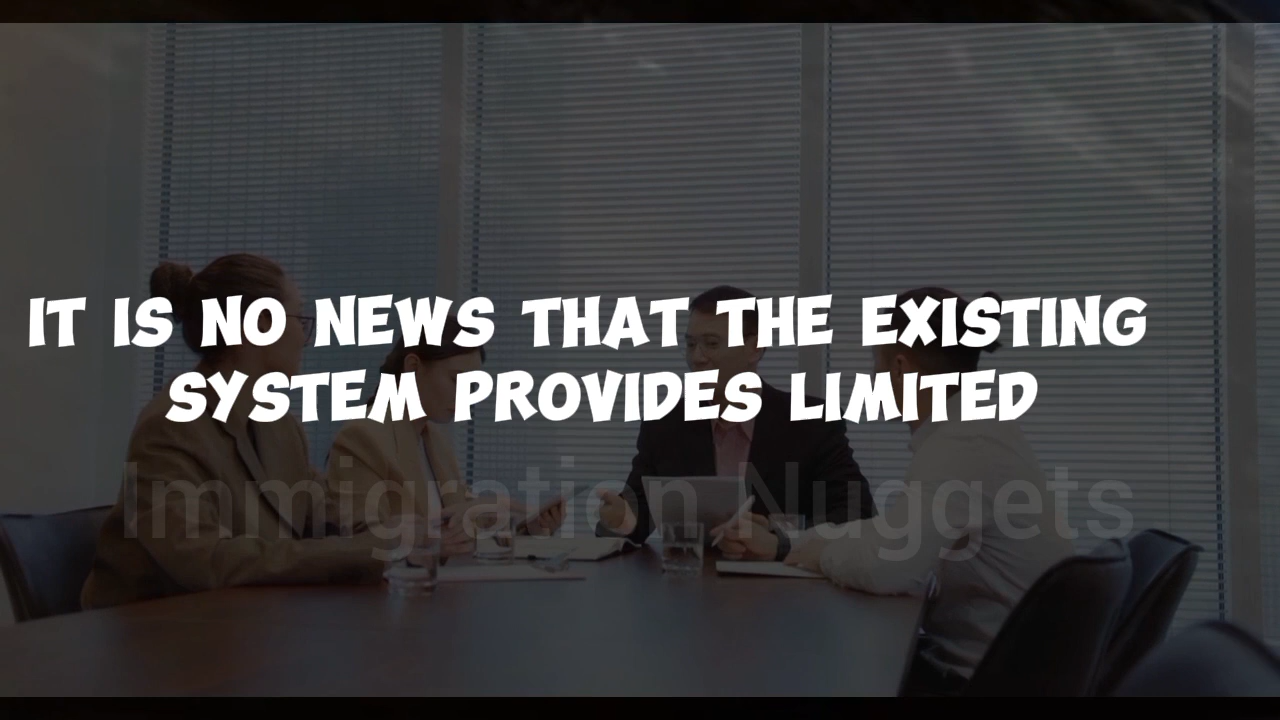 IT IS NO NEWS THAT THE EXISTING
SYSTEM PROVIDES LIMITED
Immigration Nuggets